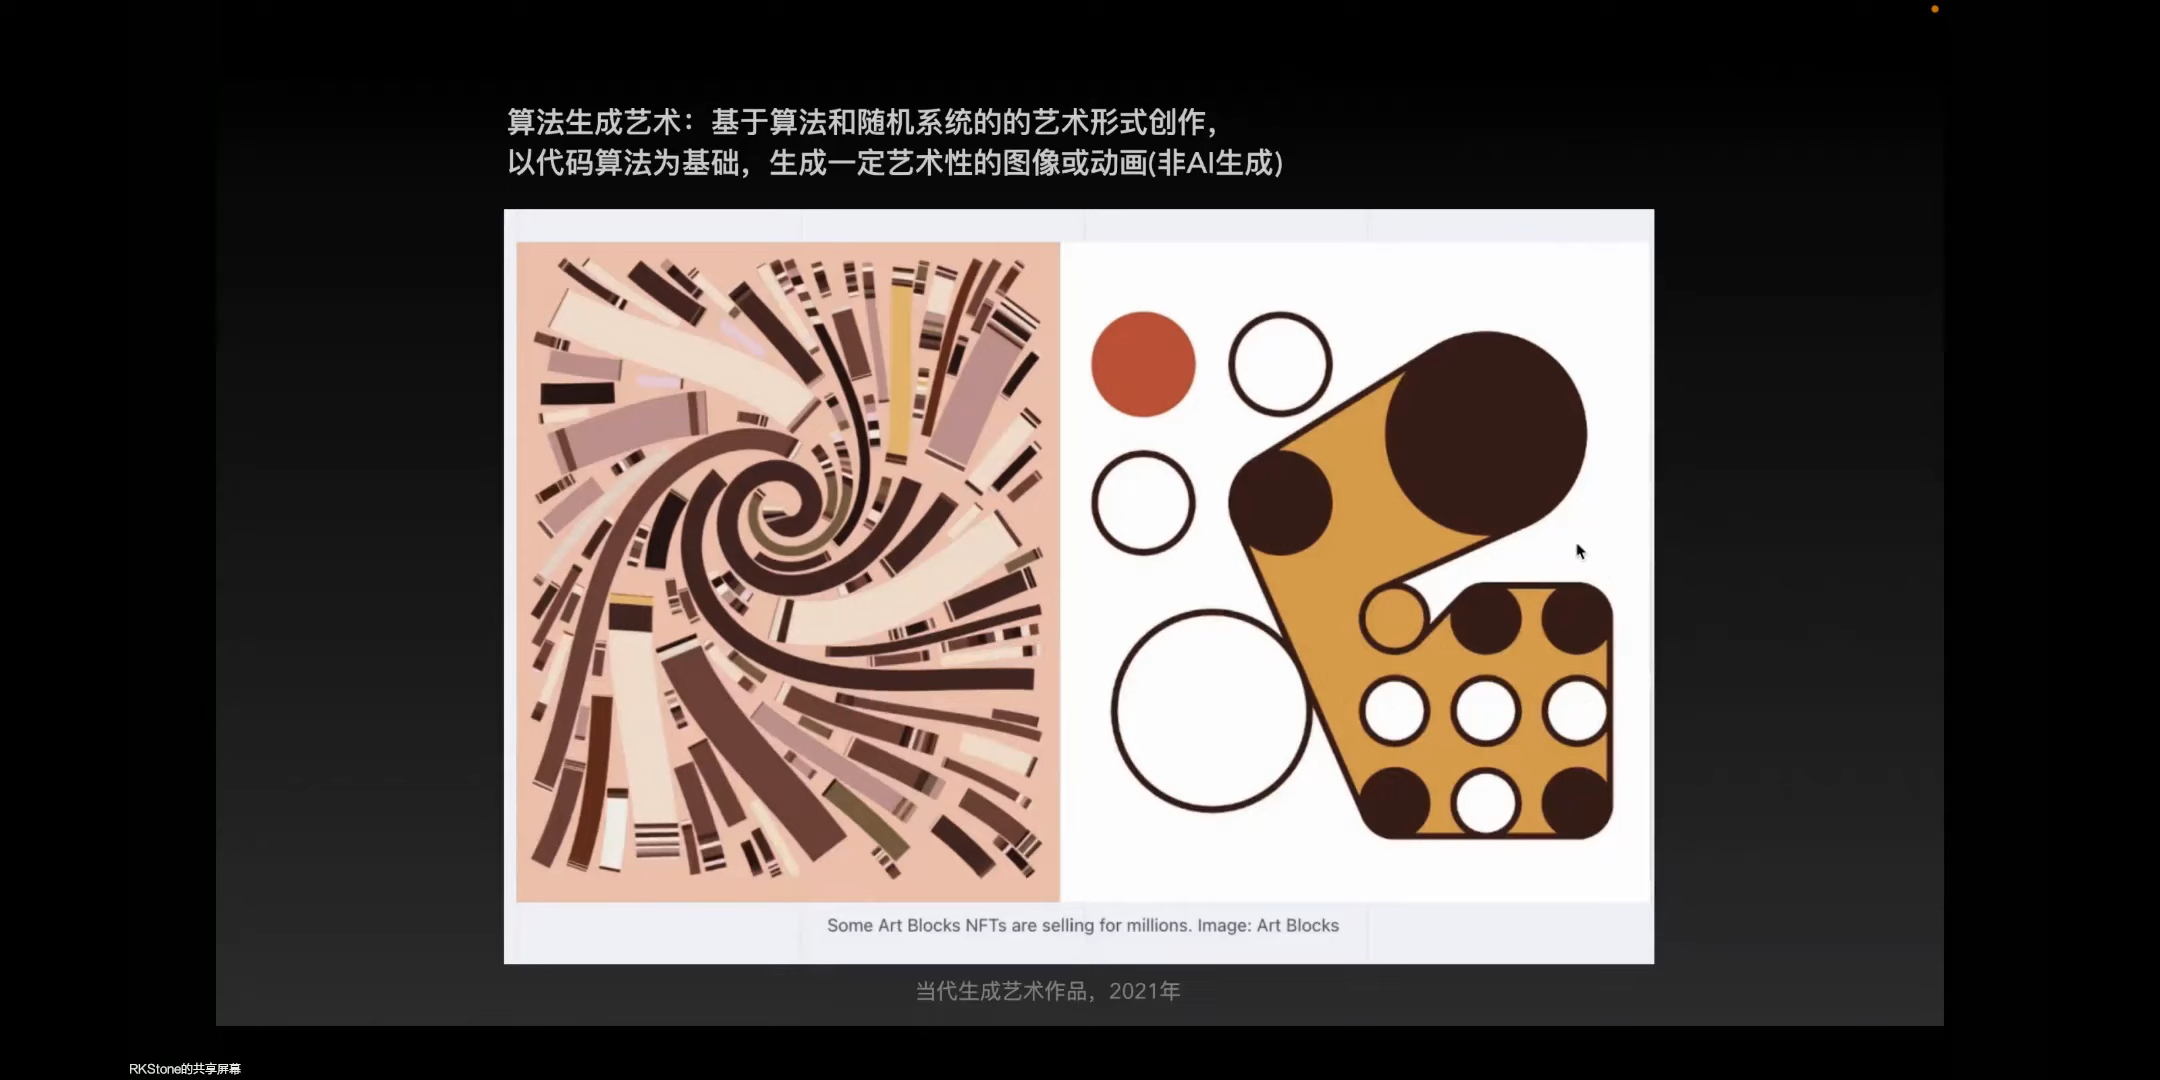 算法生成艺术：基于算法和随机系统的的艺术形式创作，
以代码算法为基础，生成一定艺术性的图像或动画(非AI生成)
Some Art Blocks NFTs are selling for millions. Image: Art Blocks
当代生成艺术作品，2021年
RKStone的共享屏幕